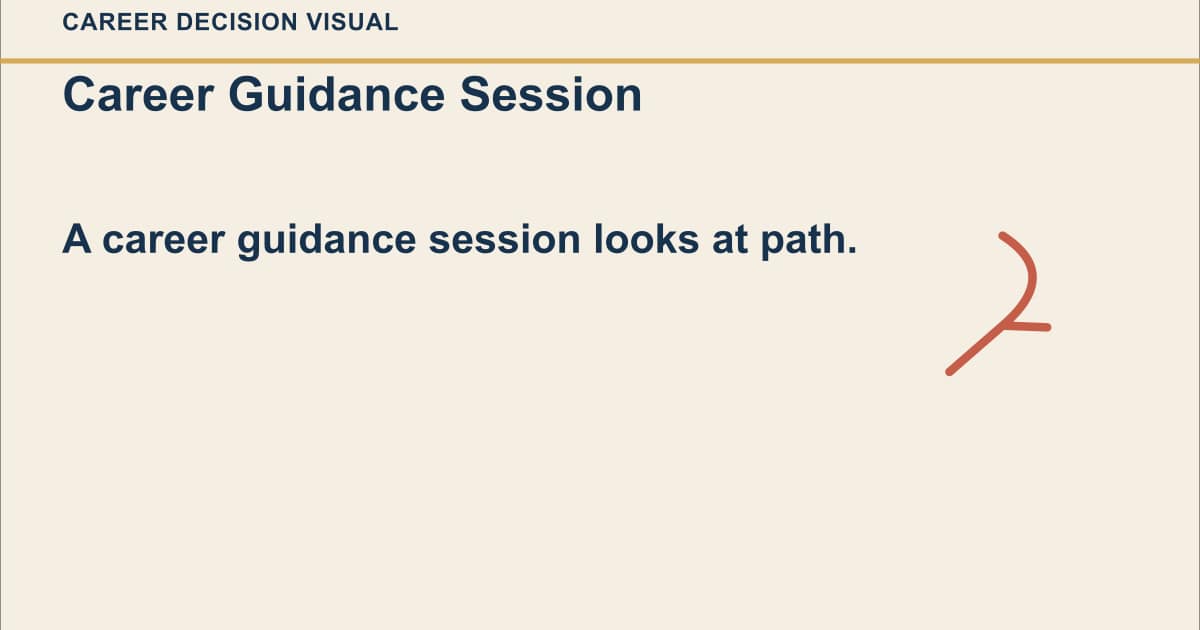 CAREER DECISION VISUAL
Career Guidance Session
A career guidance session looks at path.